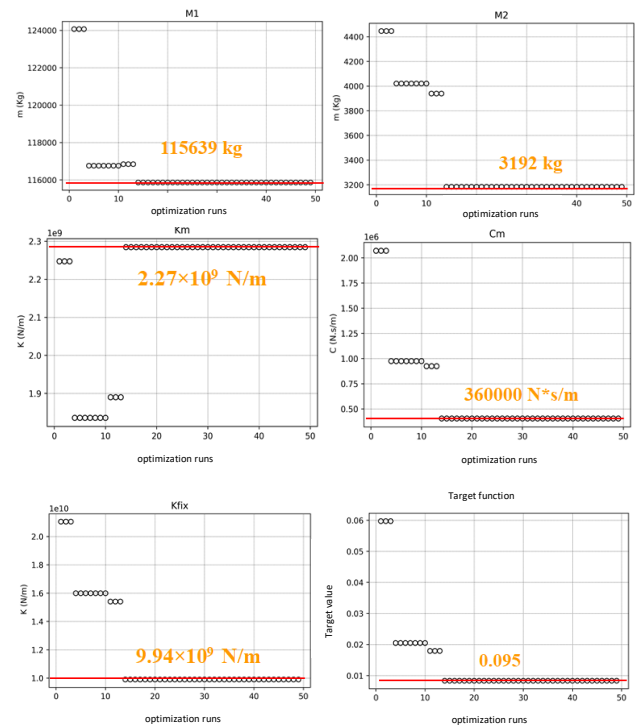 M1
m (Kg)
124000
122000
120000
118000
116000
115639 kg
0
10
20
30
40
50
optimization runs
M2
m (Kg)
4400
4200
4000
3800
3600
3400
3200
3192 kg
0
10
20
30
40
50
optimization runs
Km
1e9
K (N/m)
2.3
2.2
2.1
2.0
1.9
2.27×10⁹ N/m
0
10
20
30
40
50
optimization runs
Cm
1e6
C (N.s/m)
2.00
1.75
1.50
1.25
1.00
0.75
0.50
360000 N*s/m
0
10
20
30
40
50
optimization runs
Kfix
1e10
K (N/m)
2.0
1.8
1.6
1.4
1.2
1.0
9.94×10⁹ N/m
0
10
20
30
40
50
optimization runs
Target function
Target value
0.06
0.05
0.04
0.03
0.02
0.01
0.095
0
10
20
30
40
50
optimization runs